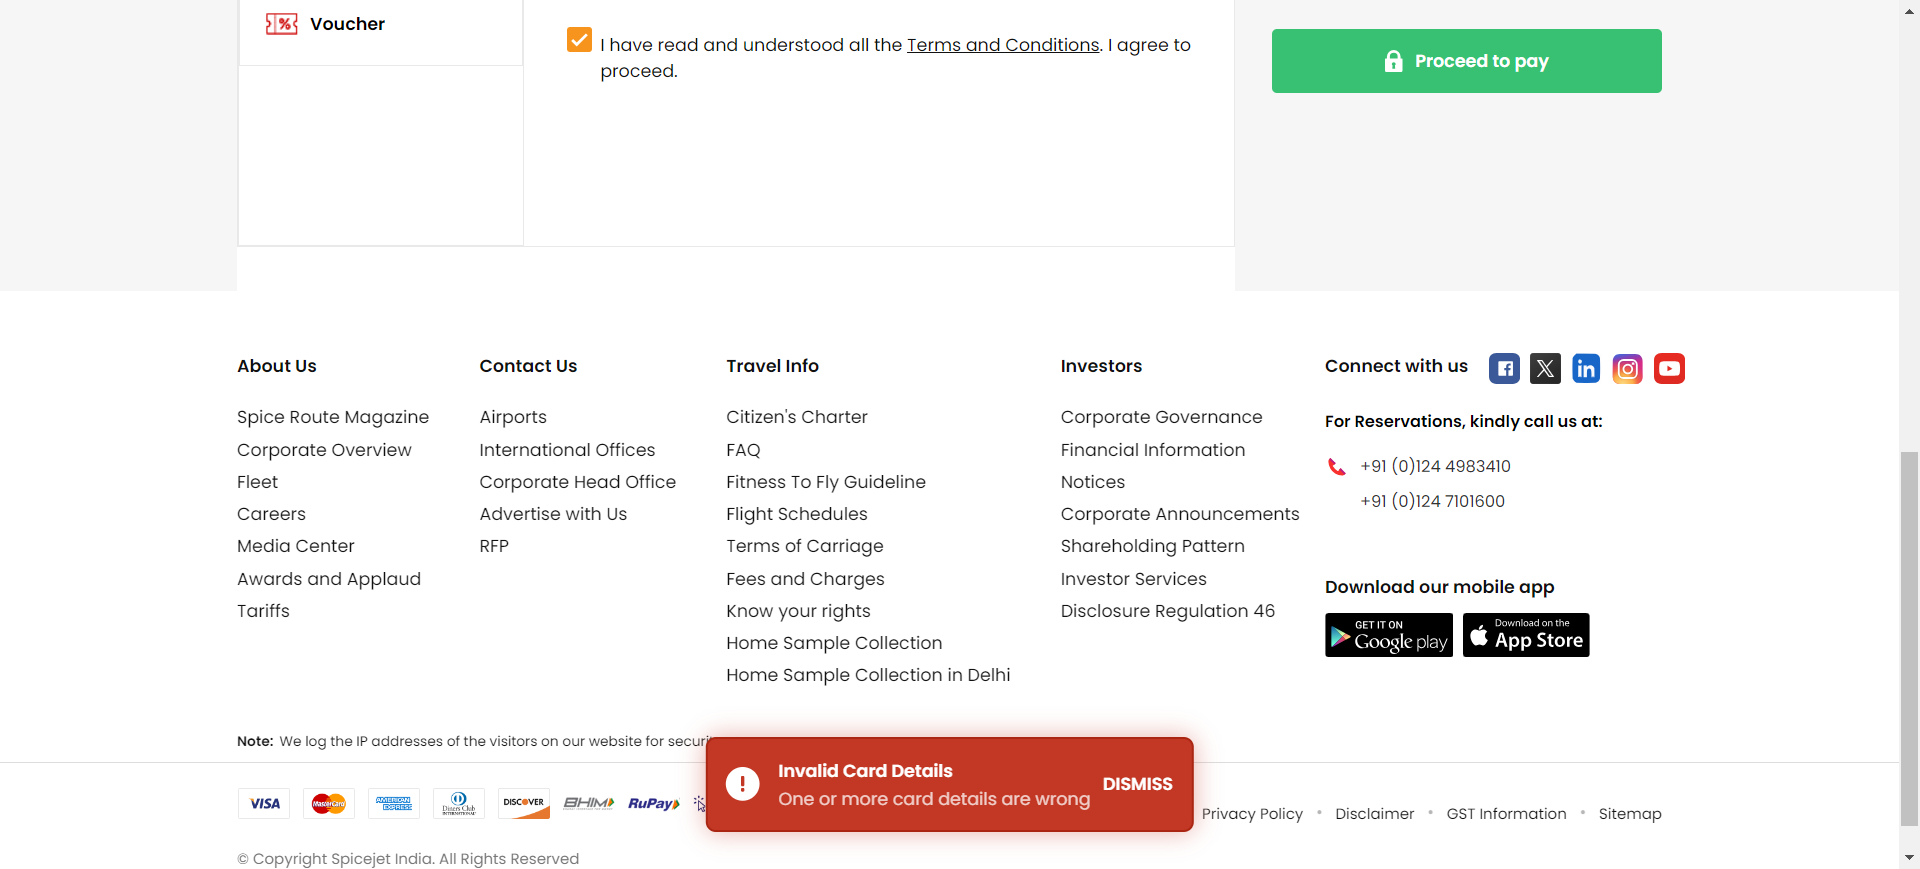 Voucher
I have read and understood all the Terms and Conditions. I agree to
proceed.
Proceed to pay
About Us
Spice Route Magazine
Corporate Overview
Fleet
Careers
Media Center
Awards and Applaud
Tariffs
Contact Us
Airports
International Offices
Corporate Head Office
Advertise with Us
RFP
Travel Info
Citizen's Charter
FAQ
Fitness To Fly Guideline
Flight Schedules
Terms of Carriage
Fees and Charges
Know your rights
Home Sample Collection
Home Sample Collection in Delhi
Investors
Corporate Governance
Financial Information
Notices
Corporate Announcements
Shareholding Pattern
Investor Services
Disclosure Regulation 46
Connect with us
For Reservations, kindly call us at:
+91 (0)124 4983410
+91 (0)124 7101600
Download our mobile app
GET IT ON
Google play
Download on the
App Store
Note: We log the IP addresses of the visitors on our website for
Invalid Card Details
One or more card details are wrong
DISMISS
VISA
MasterCard
AMERICAN
EXPRESS
Diners Club
INTERNATIONAL
DISCOVER
BHIM
RuPay
Privacy Policy • Disclaimer • GST Information • Sitemap
© Copyright Spicejet India. All Rights Reserved